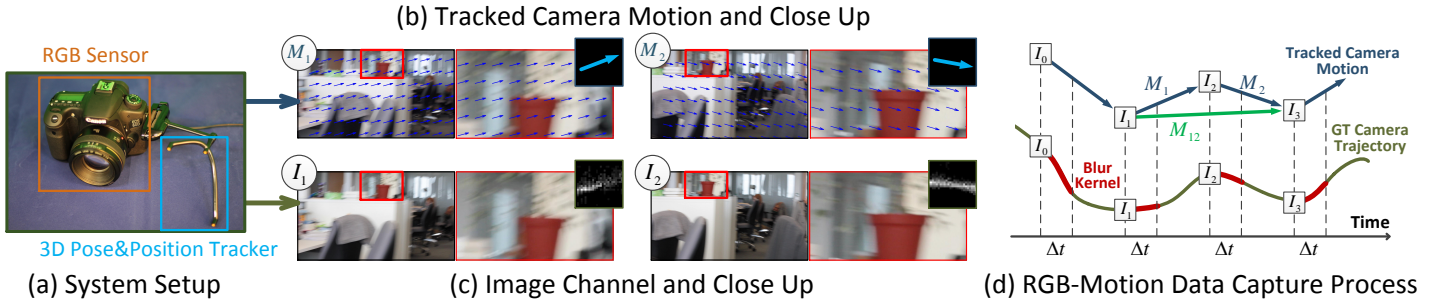 (b) Tracked Camera Motion and Close Up
RGB Sensor
Canon
3D Pose&Position Tracker
(a) System Setup
M1
M2
I1
I2
(c) Image Channel and Close Up
I0
I1
M1
I2
M2
I3
M12
Tracked Camera
Motion
I0
Blur
Kernel
I1
I2
I3
GT Camera
Trajectory
Time
Δt
Δt
Δt
Δt
(d) RGB-Motion Data Capture Process